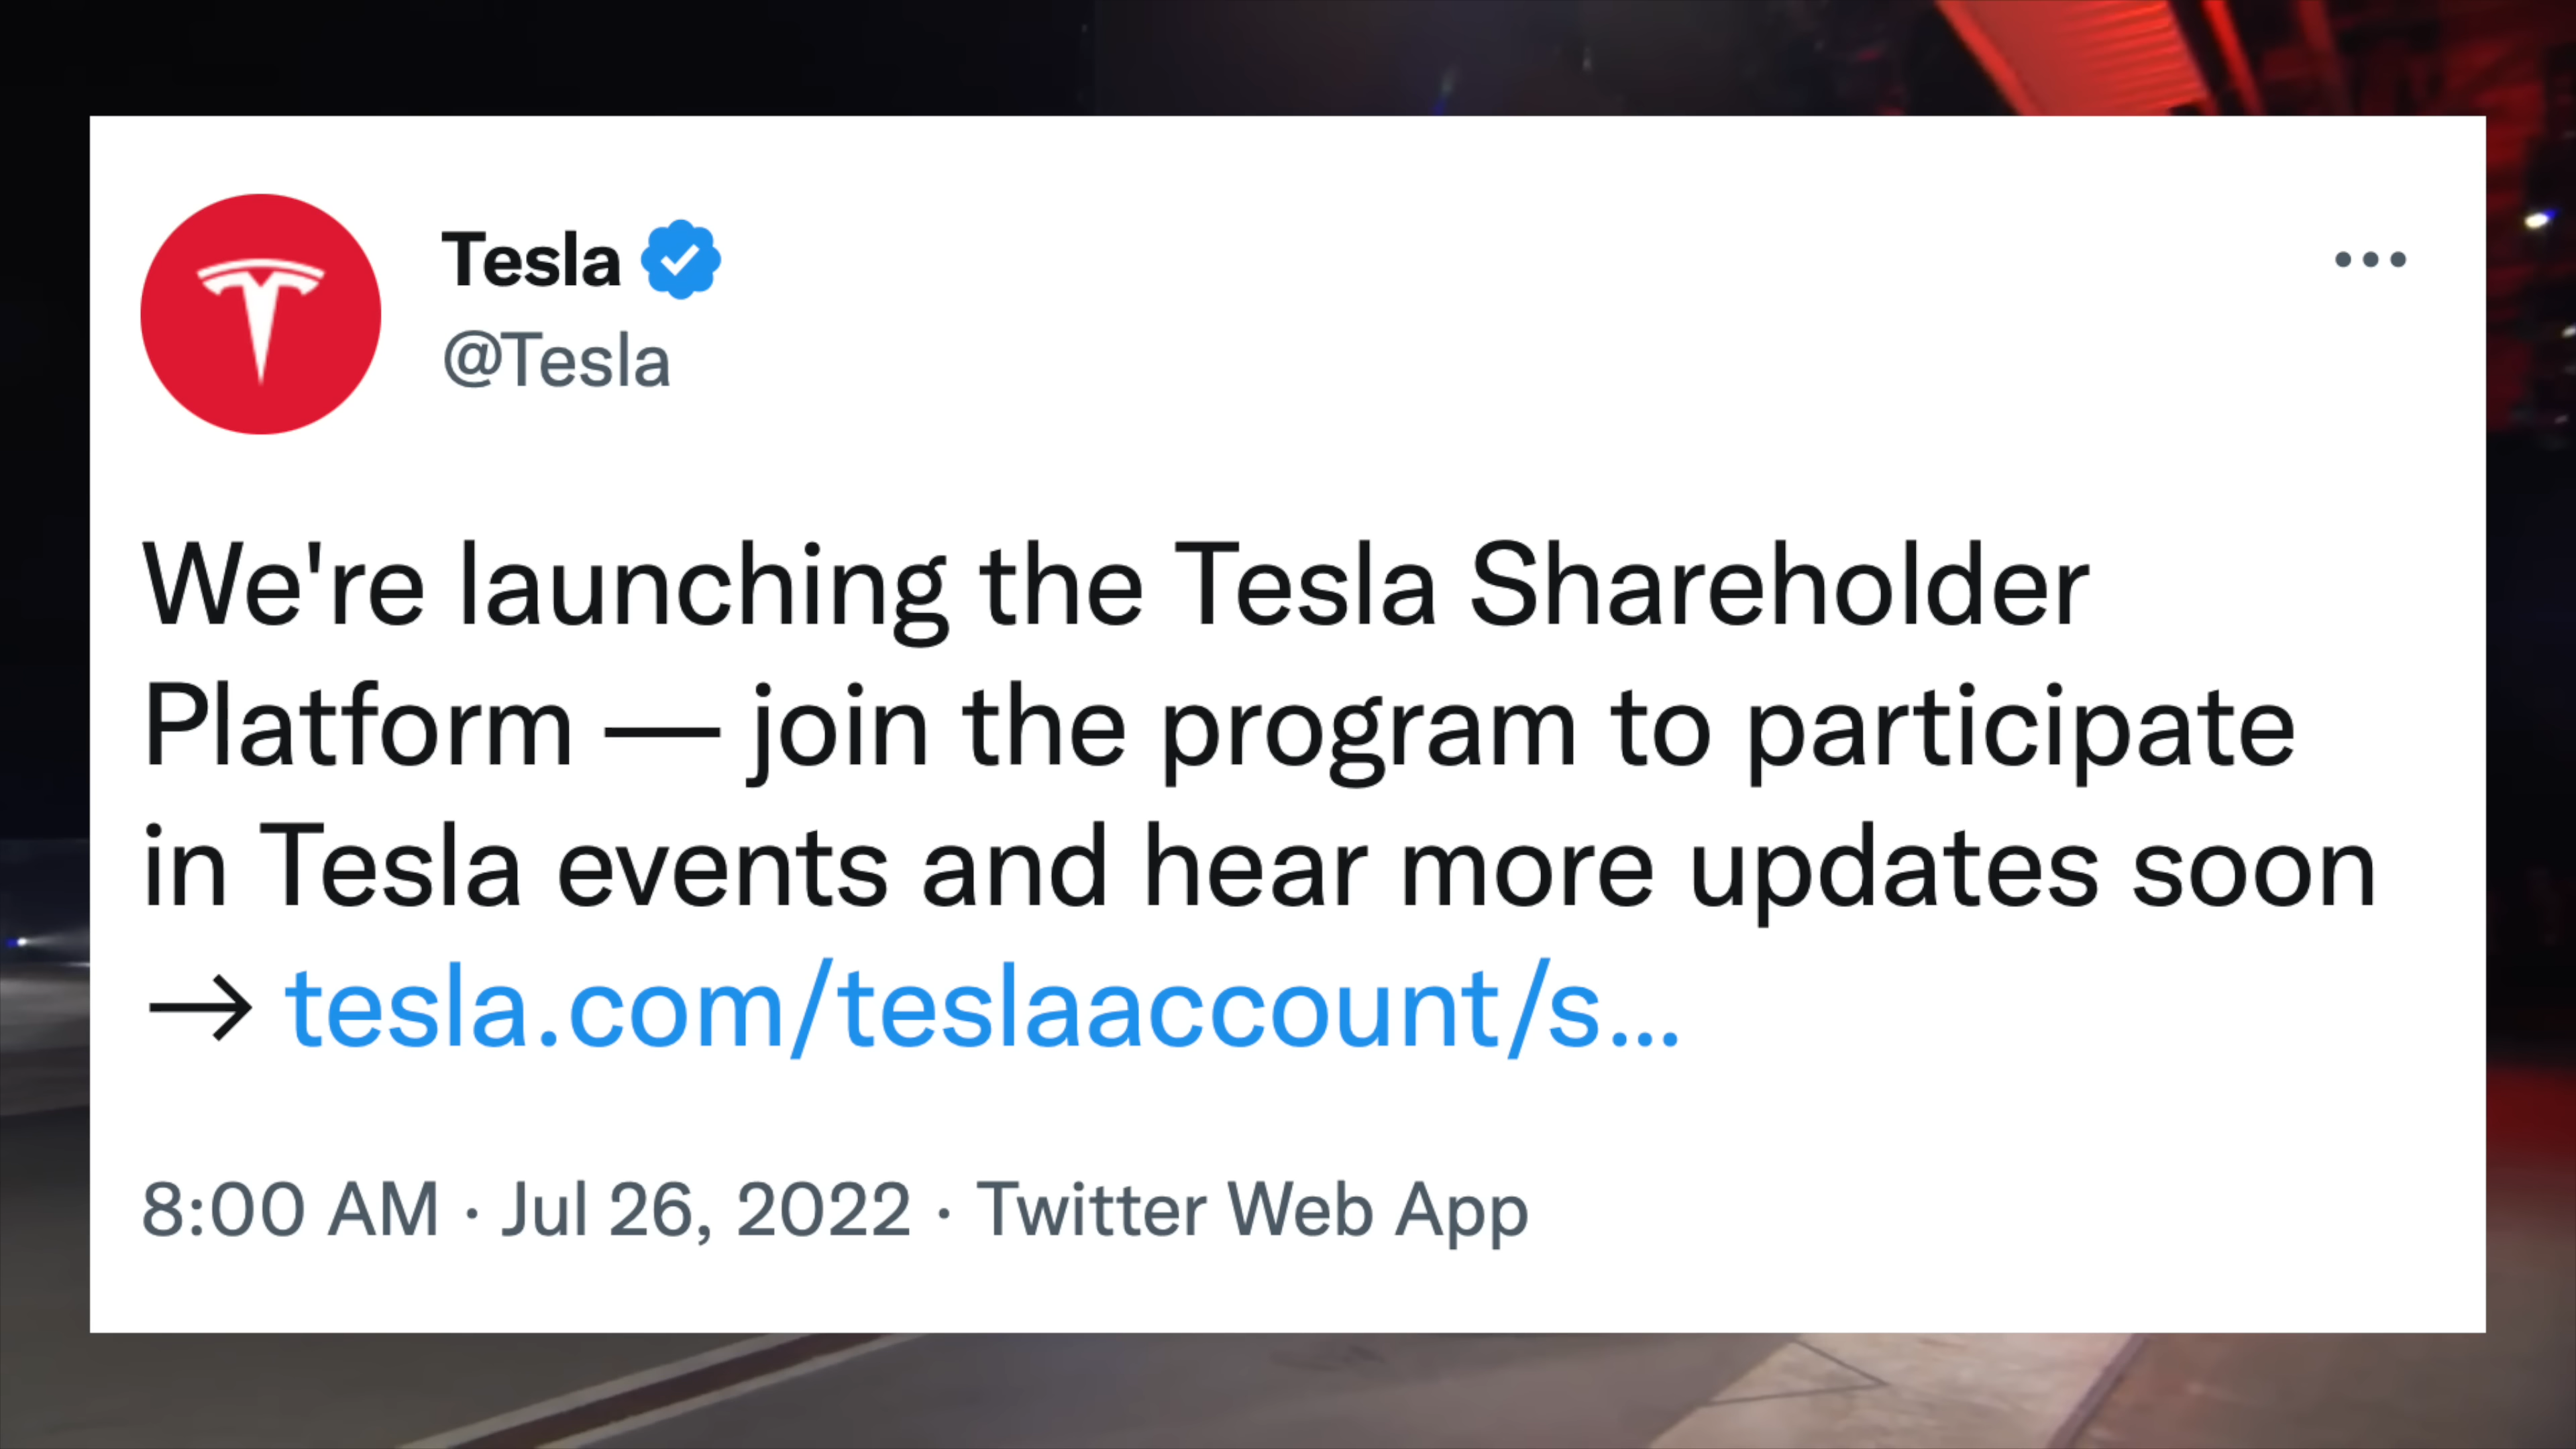 Tesla
@Tesla
We're launching the Tesla Shareholder
Platform — join the program to participate
in Tesla events and hear more updates soon
→ tesla.com/teslaaccount/s...
8:00 AM · Jul 26, 2022 · Twitter Web App